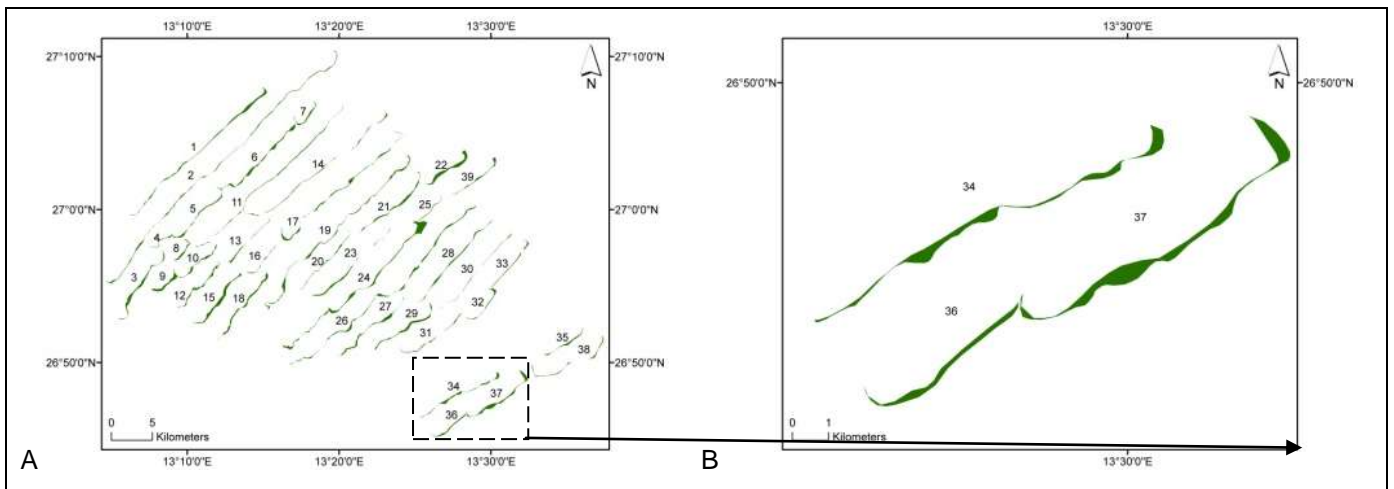 13°10'0"E 13°20'0"E 13°30'0"E
27°10'0"N 27°10'0"N
N
7
1
6 14
2 22
39
5 11 21 25
27°0'0"N 27°0'0"N
17
4 13 19
8 16 23 28
10 20 30 33
3 9 24
12 15 18 32
27 29
26 31
35
26°50'0"N 38 26°50'0"N
34
37
36
0 5
Kilometers
A
13°10'0"E 13°20'0"E 13°30'0"E
13°30'0"E
26°50'0"N 26°50'0"N
N
34
37
36
0 1
Kilometers
B
13°30'0"E